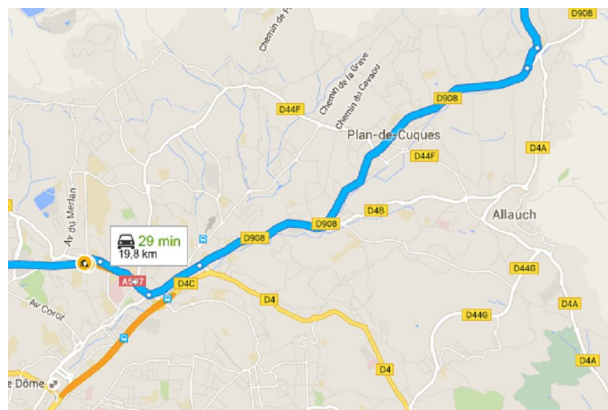 D908
Chemin de
Chemin de la Grave
Chemin du Cavaou
D908
D44F
Plan-de-Cuques
D4A
D44F
Av du Merlan
D4B
Allauch
D908
D908
29 min
19,8 km
D44G
D4C
Av Corot
D4
D4A
D44G
D4A
D4
Dôme